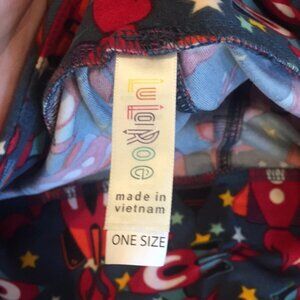 LuLaRoe
made in
vietnam
ONE SIZE